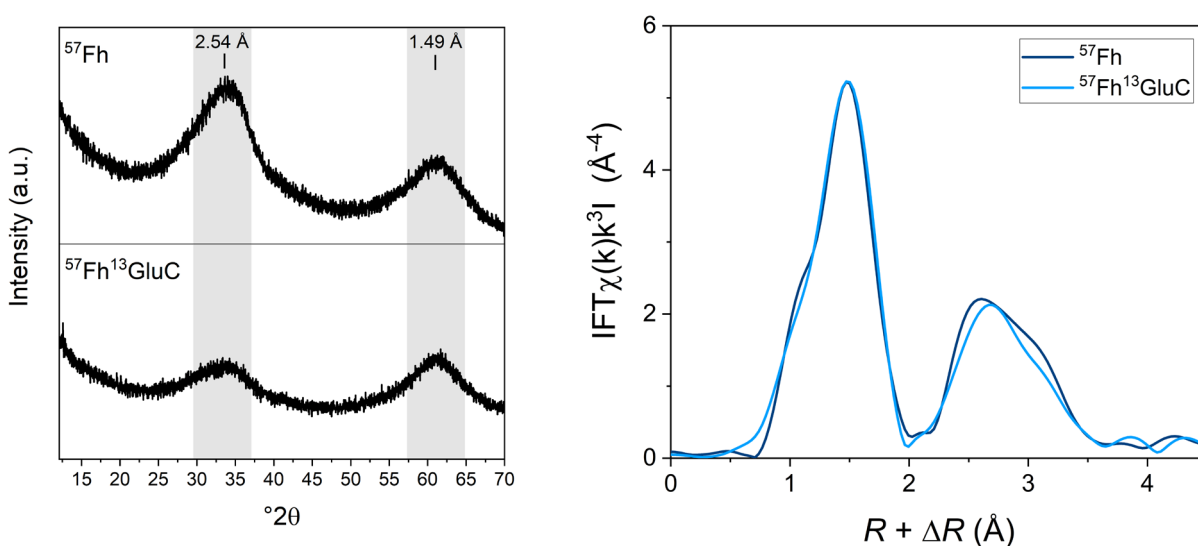 2.54 Å
1.49 Å
⁵⁷Fh
⁵⁷Fh¹³GluC
Intensity (a.u.)
15 20 25 30 35 40 45 50 55 60 65 70
°2θ
6
4
2
0
⁵⁷Fh
⁵⁷Fh¹³GluC
IFTχ(k)k³I (Å⁻⁴)
0 1 2 3 4
R + ΔR (Å)